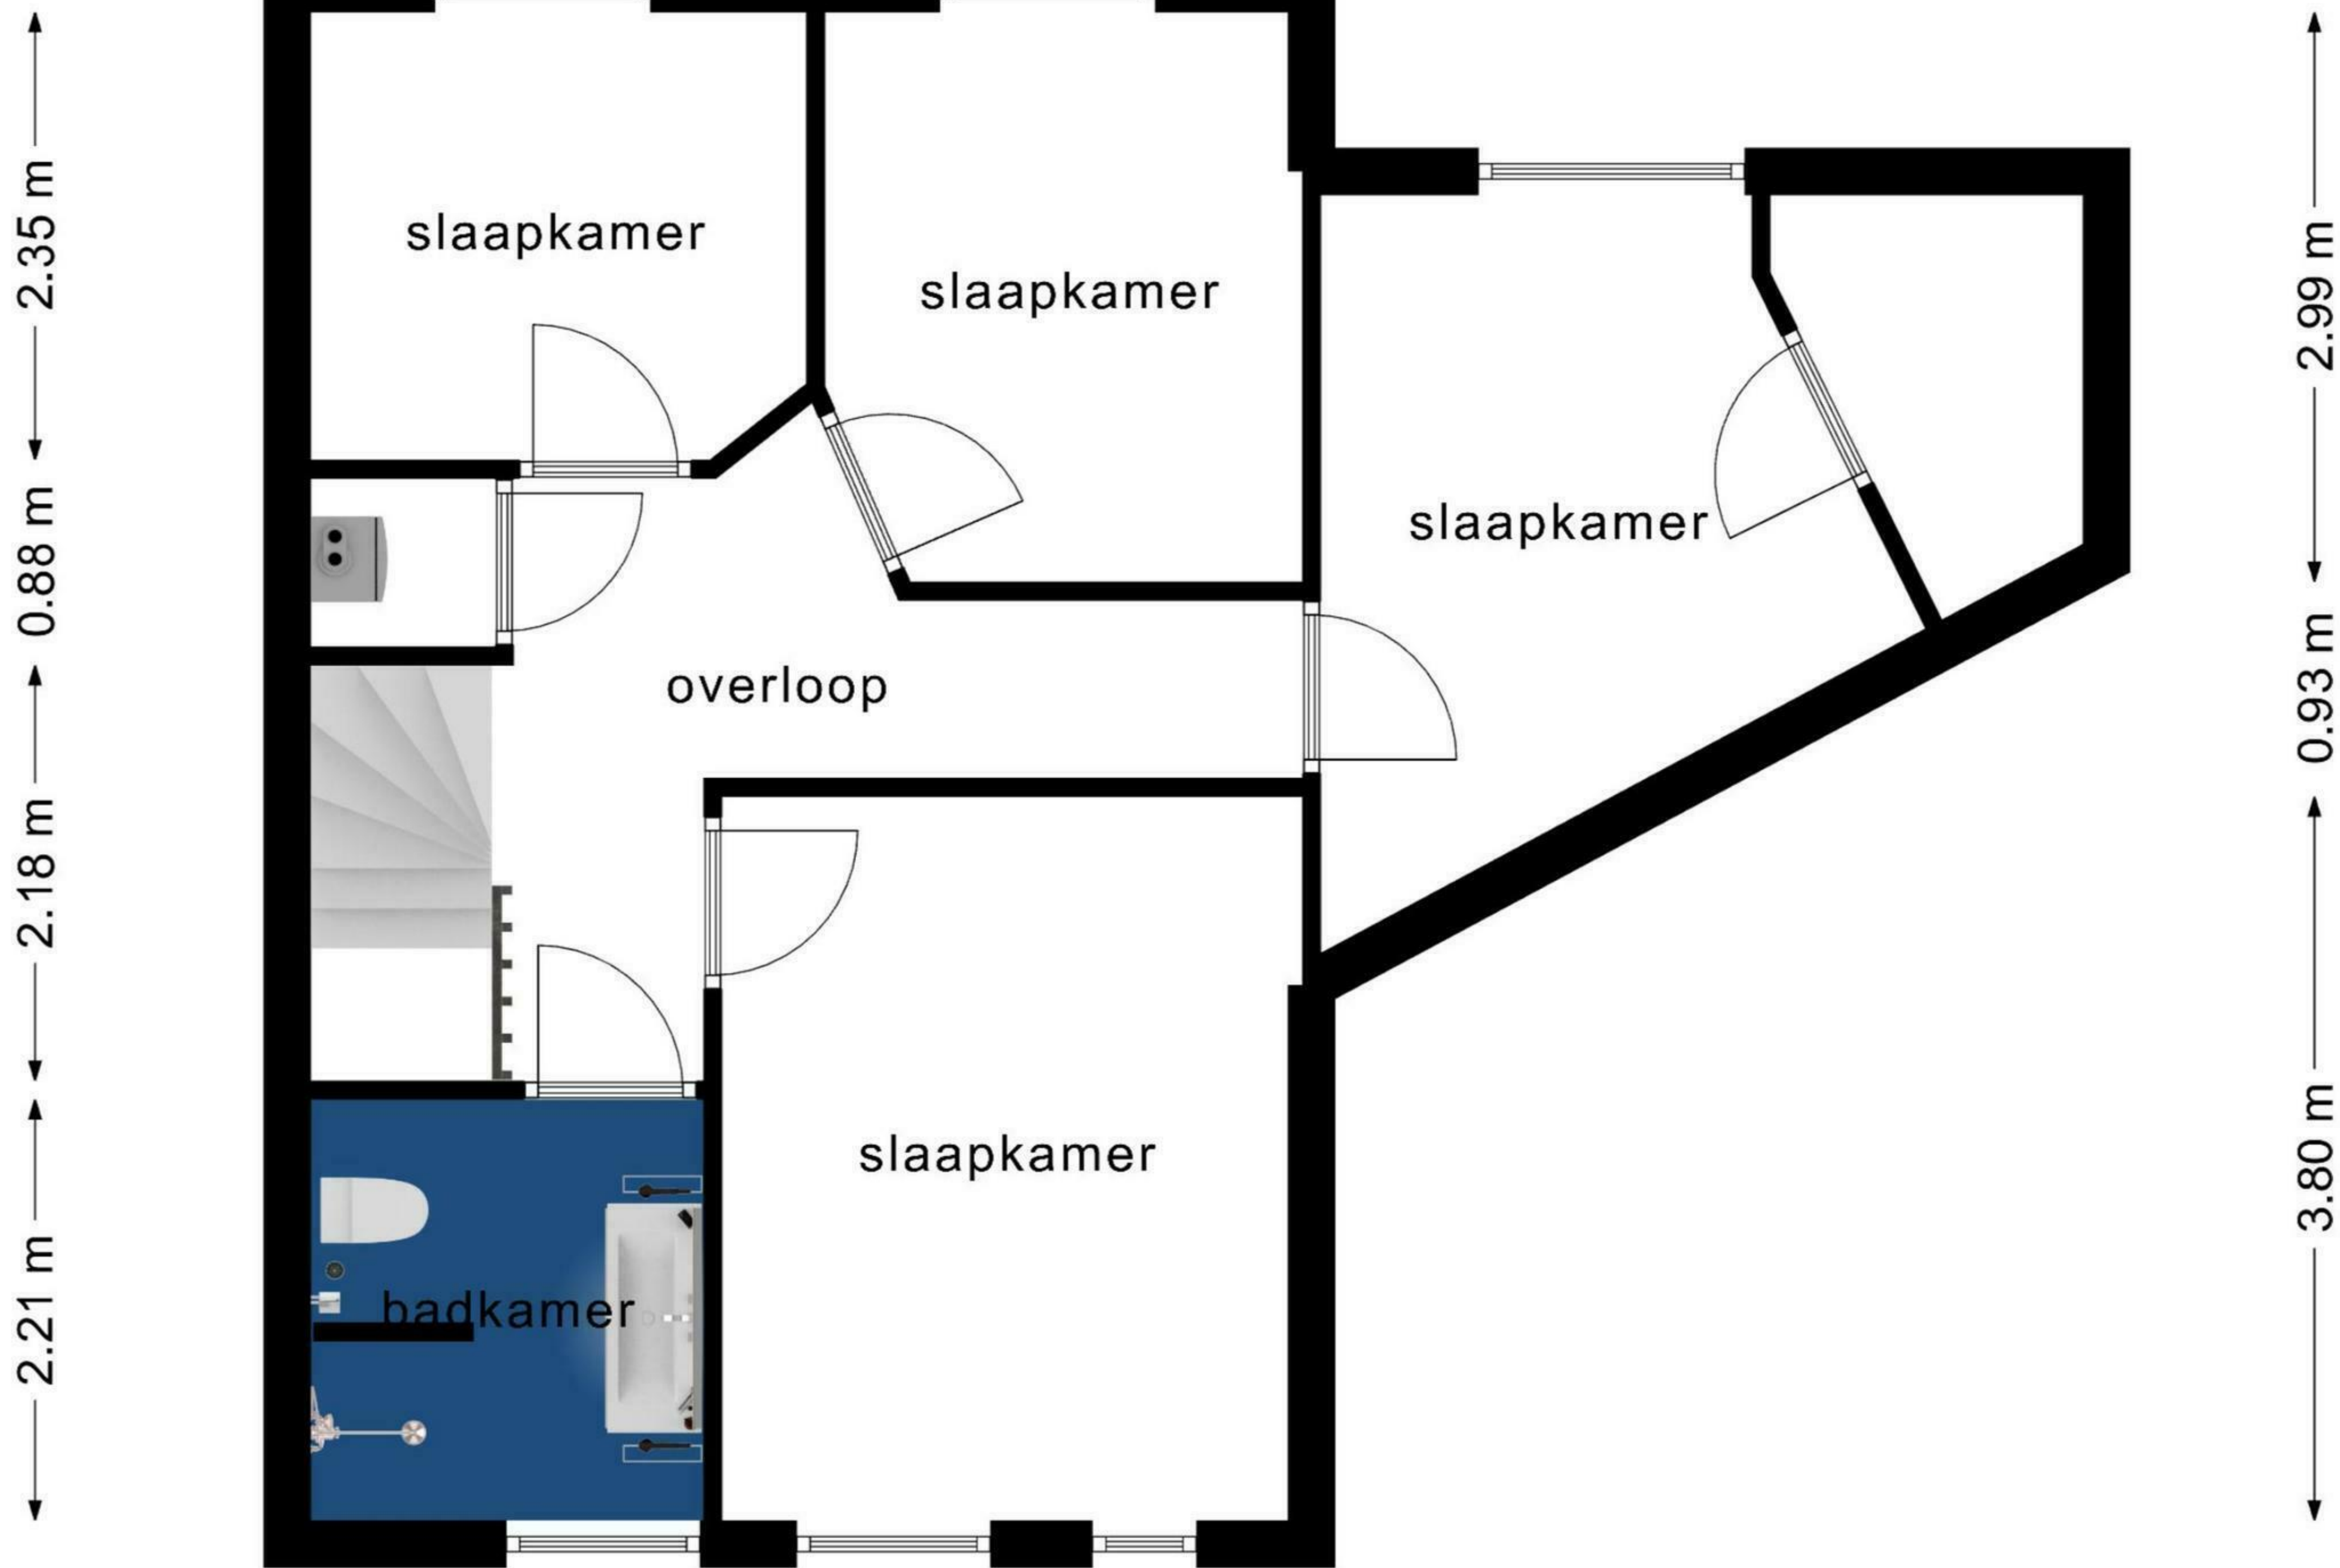 2.35 m
0.88 m
2.18 m
2.21 m
slaapkamer
slaapkamer
slaapkamer
overloop
slaapkamer
badkamer
2.99 m
0.93 m
3.80 m